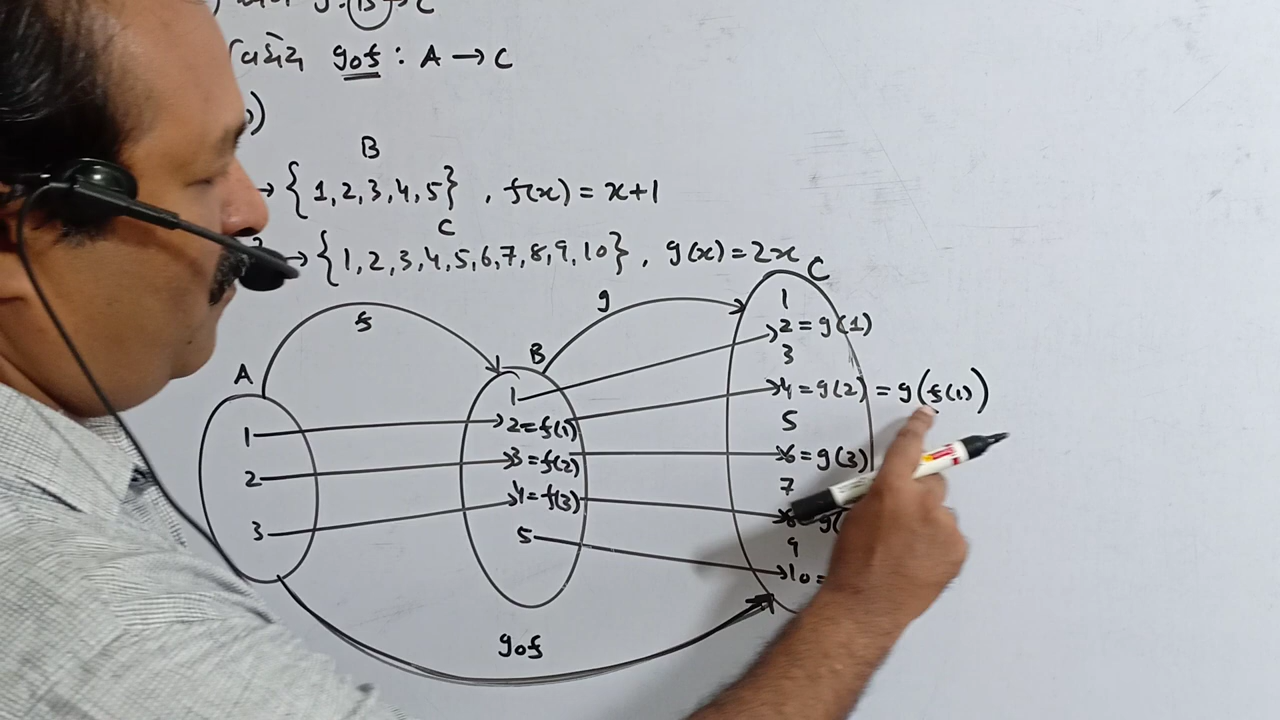 g : B → C
gof : A → C
B
→ {1, 2, 3, 4, 5} , f(x) = x+1
C
→ {1, 2, 3, 4, 5, 6, 7, 8, 9, 10} , g(x) = 2x
f
g
A
1
2
3
B
1
2 = f(1)
3 = f(2)
4 = f(3)
5
C
1
2 = g(1)
3
4 = g(2) = g(f(1))
5
6 = g(3)
7
8 = g(
9
10 =
gof